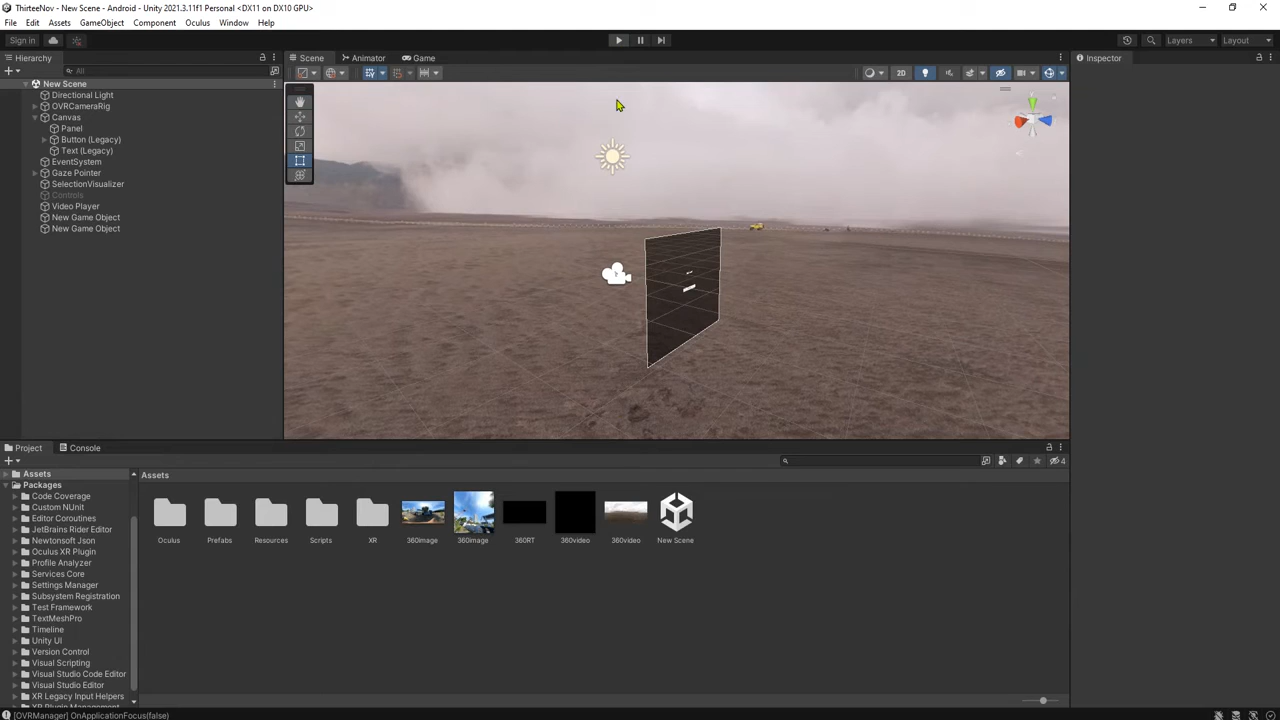 ThirteeNov - New Scene - Android - Unity 2021.3.11f1 Personal <DX11 on DX10 GPU>
File Edit Assets GameObject Component Oculus Window Help
Sign in
Layers Layout
Hierarchy Scene Animator Game Inspector
All
2D
New Scene
Directional Light
OVRCameraRig
Canvas
Panel
Button (Legacy)
Text (Legacy)
EventSystem
Gaze Pointer
SelectionVisualizer
Controls
Video Player
New Game Object
New Game Object
Project Console
4
Assets
Packages
Code Coverage
Custom NUnit
Editor Coroutines
JetBrains Rider Editor
Newtonsoft Json
Oculus XR Plugin
Profile Analyzer
Services Core
Settings Manager
Subsystem Registration
Test Framework
TextMeshPro
Timeline
Unity UI
Version Control
Visual Scripting
Visual Studio Code Editor
Visual Studio Editor
XR Legacy Input Helpers
XR Plugin Management
Assets
Oculus Prefabs Resources Scripts XR 360image 360image 360RT 360video 360video New Scene
[OVRManager] OnApplicationFocus(false)